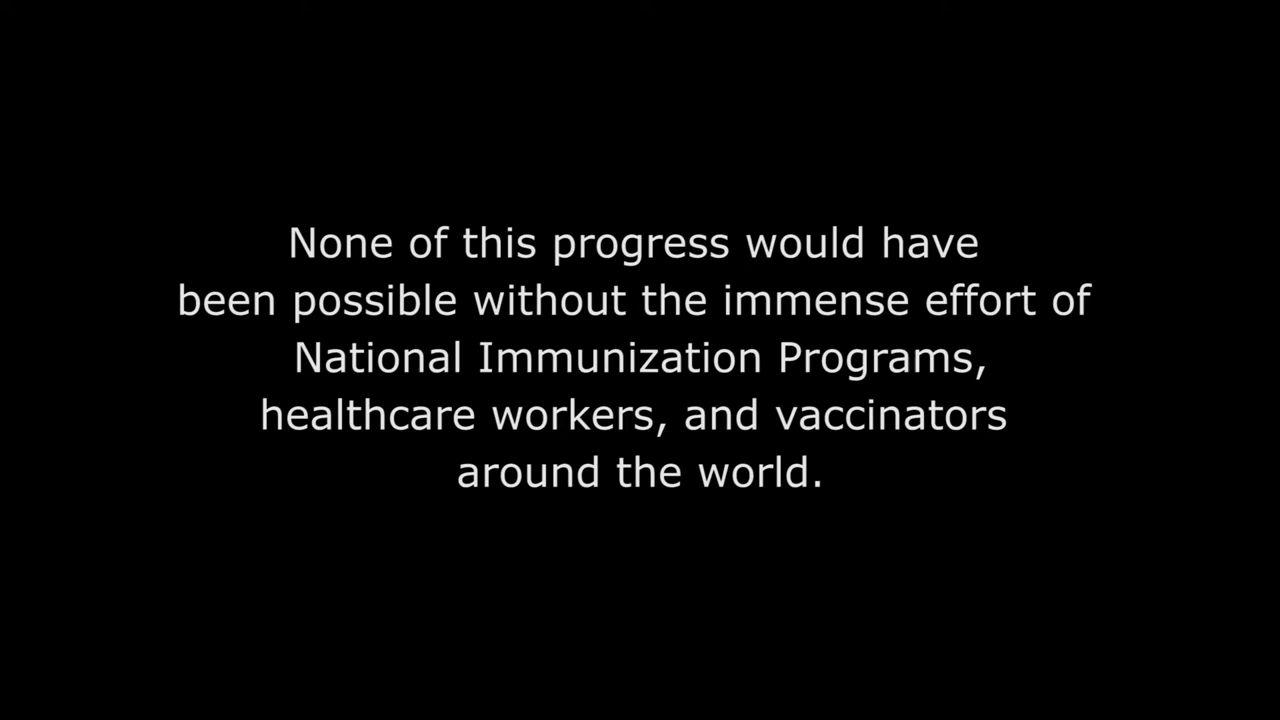 None of this progress would have
been possible without the immense effort of
National Immunization Programs,
healthcare workers, and vaccinators
around the world.